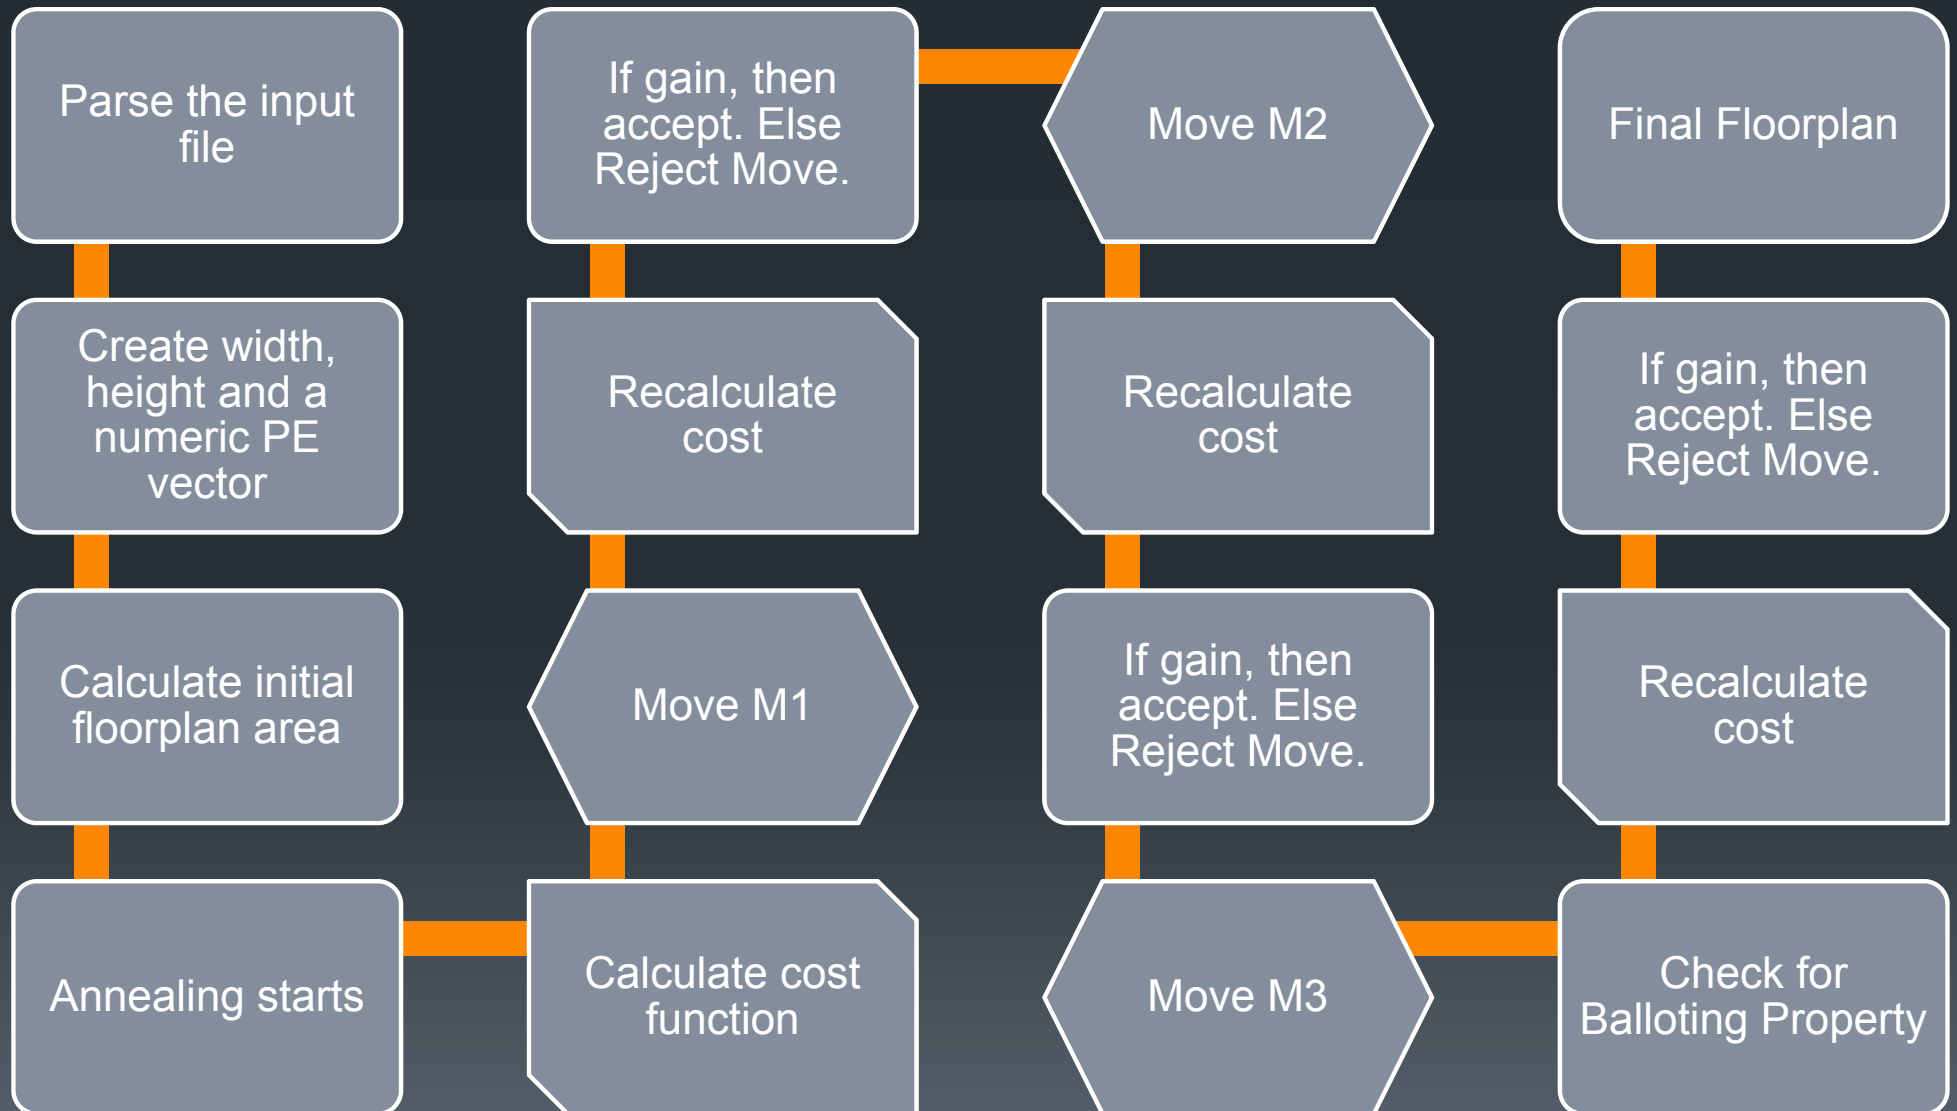 Parse the input
file
Create width,
height and a
numeric PE
vector
Calculate initial
floorplan area
Annealing starts
Calculate cost
function
Move M1
Recalculate
cost
If gain, then
accept. Else
Reject Move.
Move M2
Recalculate
cost
If gain, then
accept. Else
Reject Move.
Move M3
Check for
Balloting Property
Recalculate
cost
If gain, then
accept. Else
Reject Move.
Final Floorplan